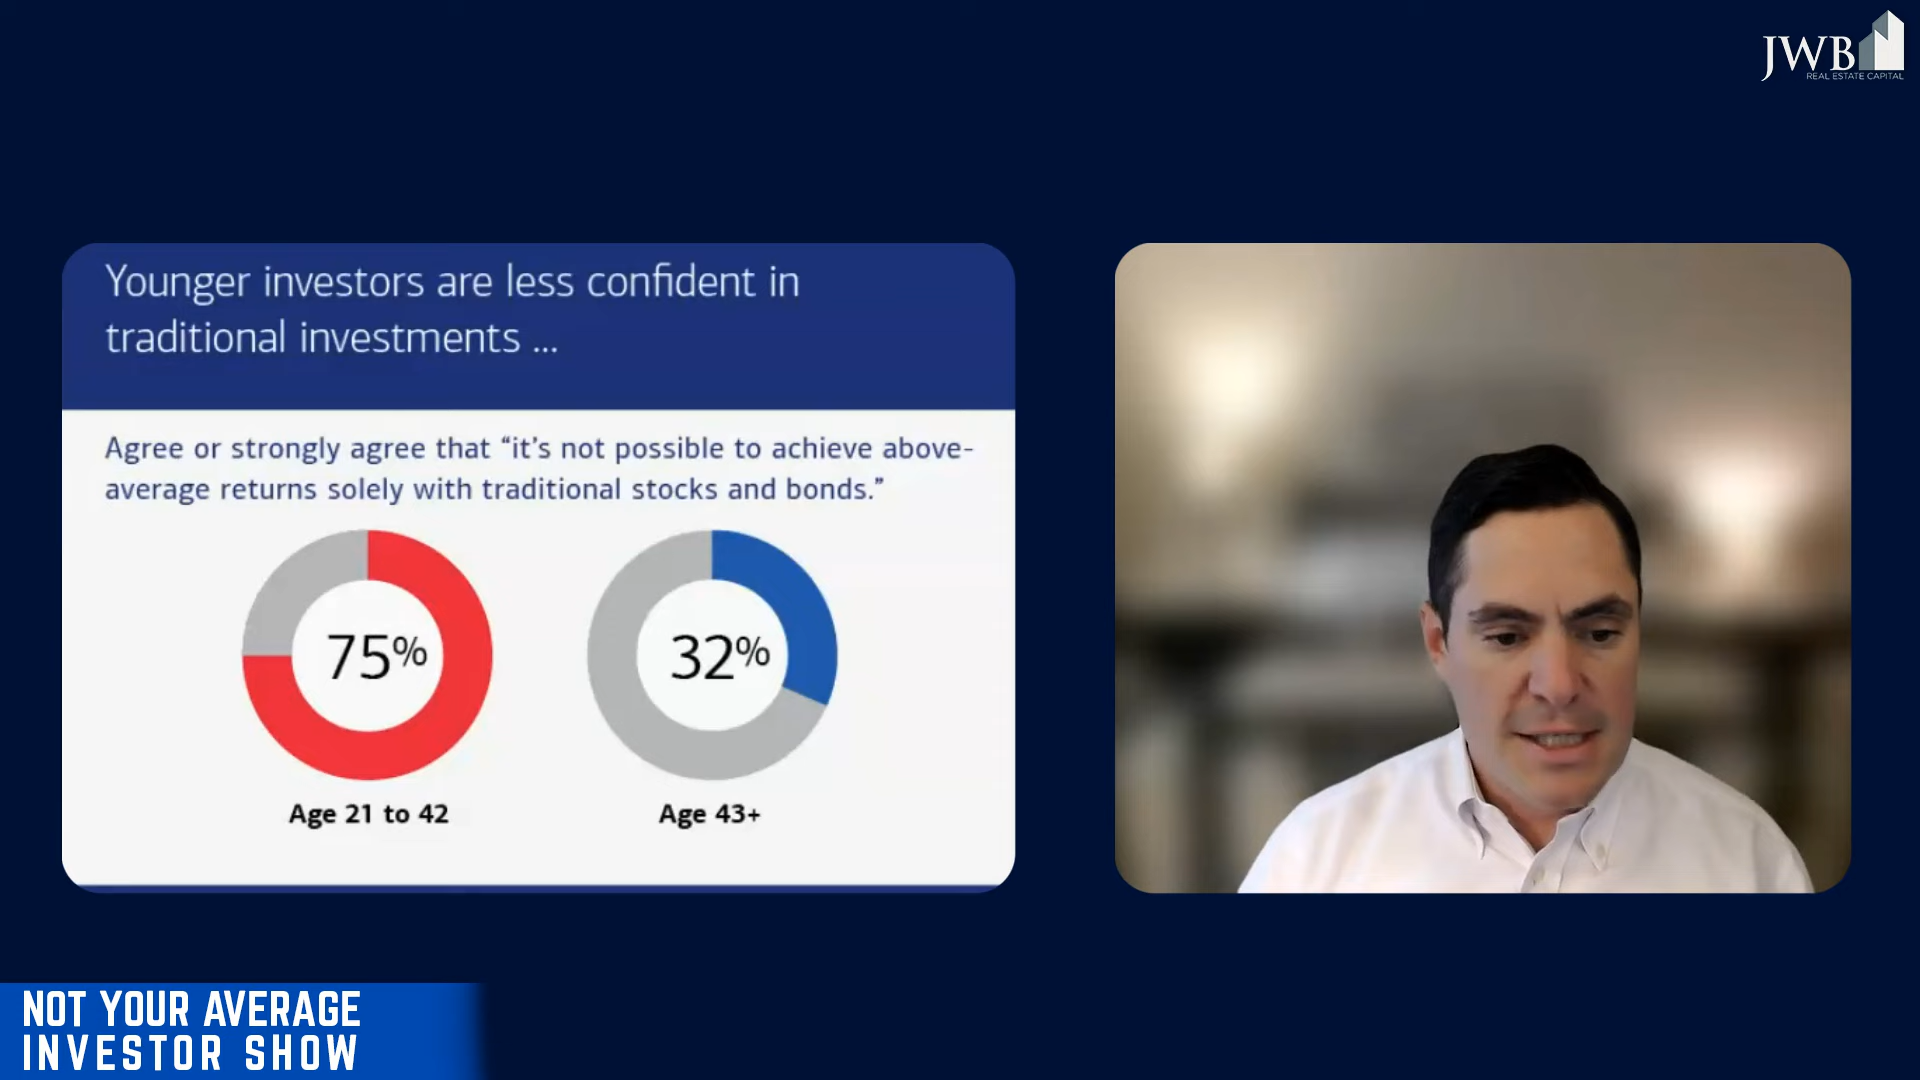 JWB
REAL ESTATE CAPITAL
Younger investors are less confident in
traditional investments ...
Agree or strongly agree that “it’s not possible to achieve above-
average returns solely with traditional stocks and bonds.”
75%
32%
Age 21 to 42
Age 43+
NOT YOUR AVERAGE
INVESTOR SHOW